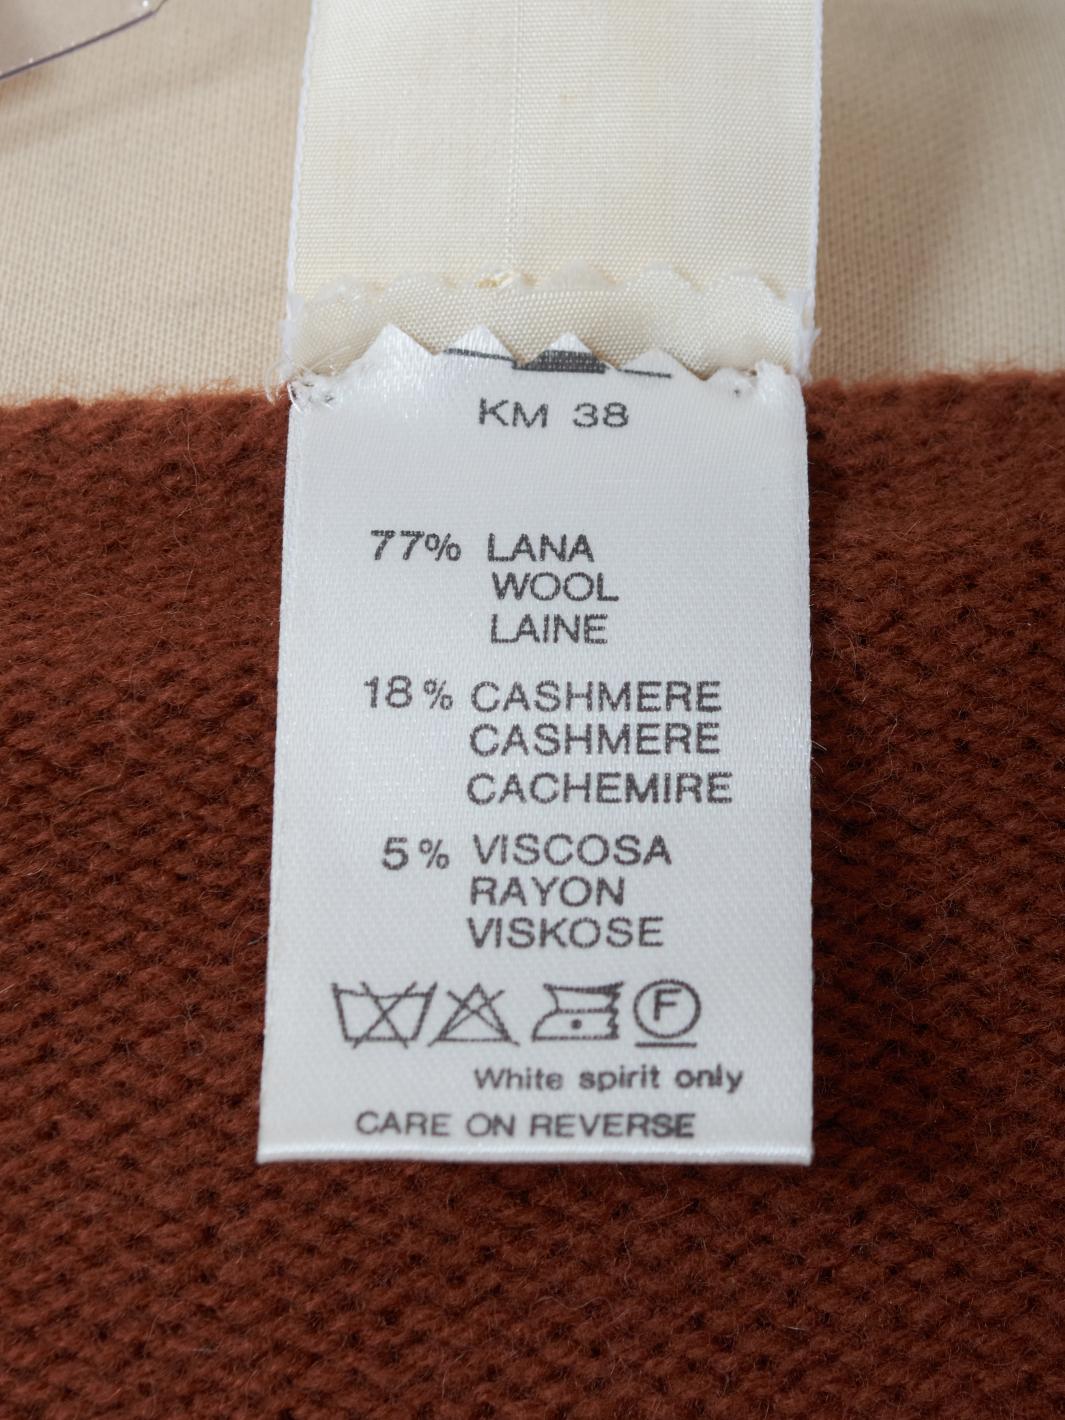 KM 38
77% LANA
WOOL
LAINE
18% CASHMERE
CASHMERE
CACHEMIRE
5% VISCOSA
RAYON
VISKOSE
F
White spirit only
CARE ON REVERSE